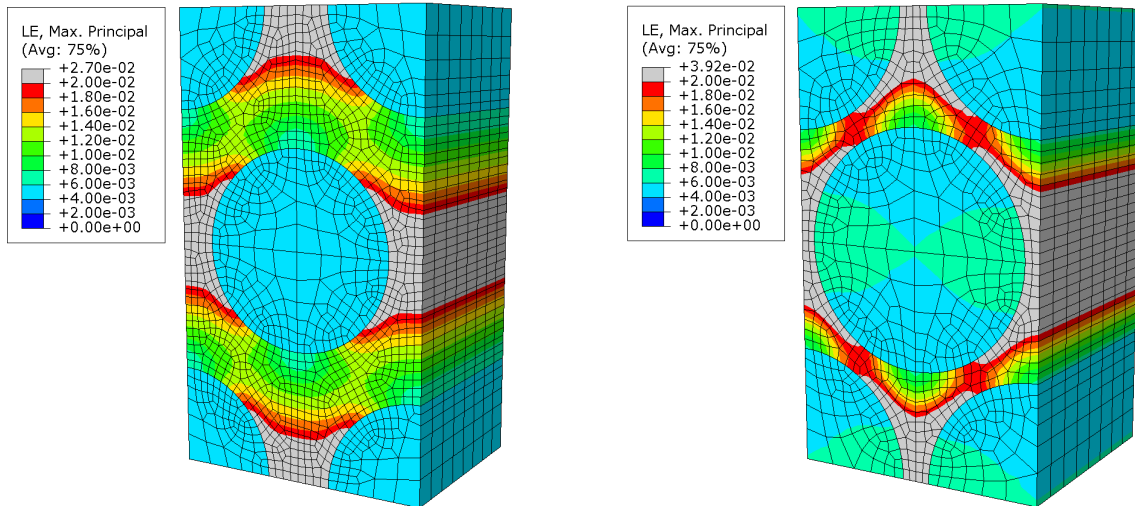 LE, Max. Principal
(Avg: 75%)
+2.70e-02
+2.00e-02
+1.80e-02
+1.60e-02
+1.40e-02
+1.20e-02
+1.00e-02
+8.00e-03
+6.00e-03
+4.00e-03
+2.00e-03
+0.00e+00
LE, Max. Principal
(Avg: 75%)
+3.92e-02
+2.00e-02
+1.80e-02
+1.60e-02
+1.40e-02
+1.20e-02
+1.00e-02
+8.00e-03
+6.00e-03
+4.00e-03
+2.00e-03
+0.00e+00